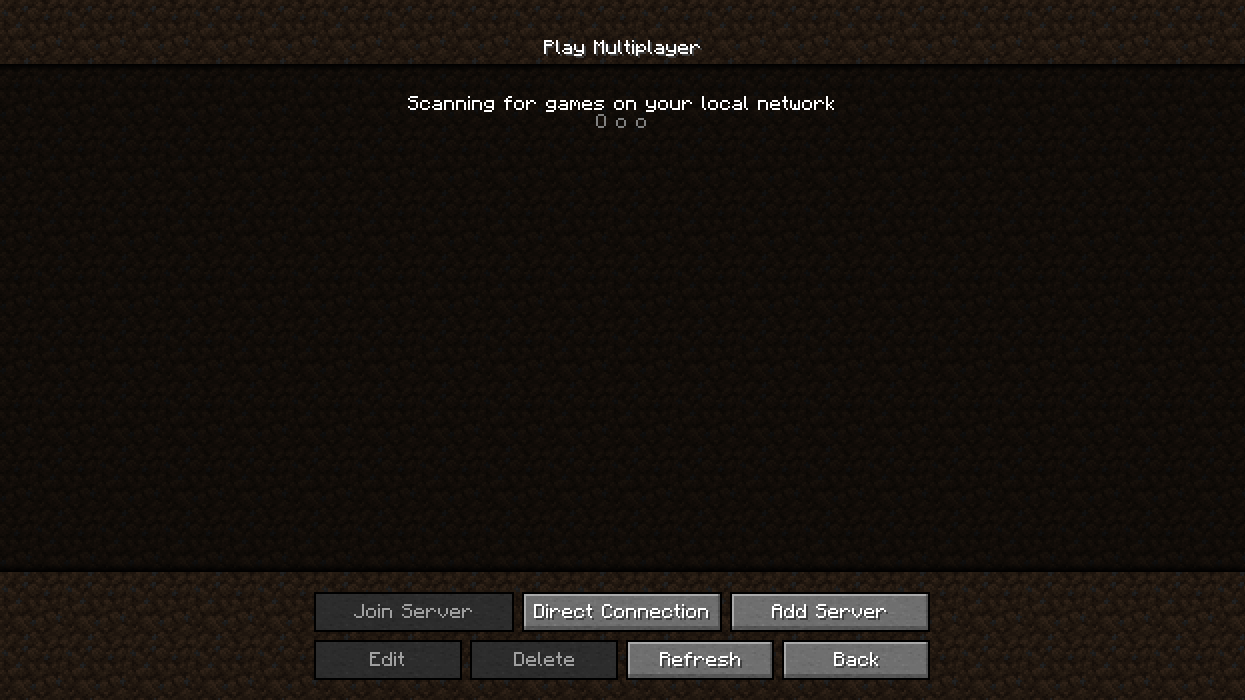 Play Multiplayer
Scanning for games on your local network
O o o
Join Server
Direct Connection
Add Server
Edit
Delete
Refresh
Back